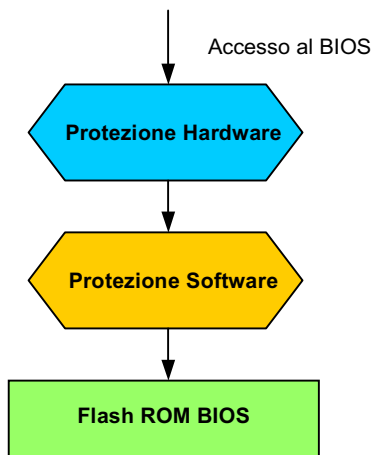 Accesso al BIOS
Protezione Hardware
Protezione Software
Flash ROM BIOS